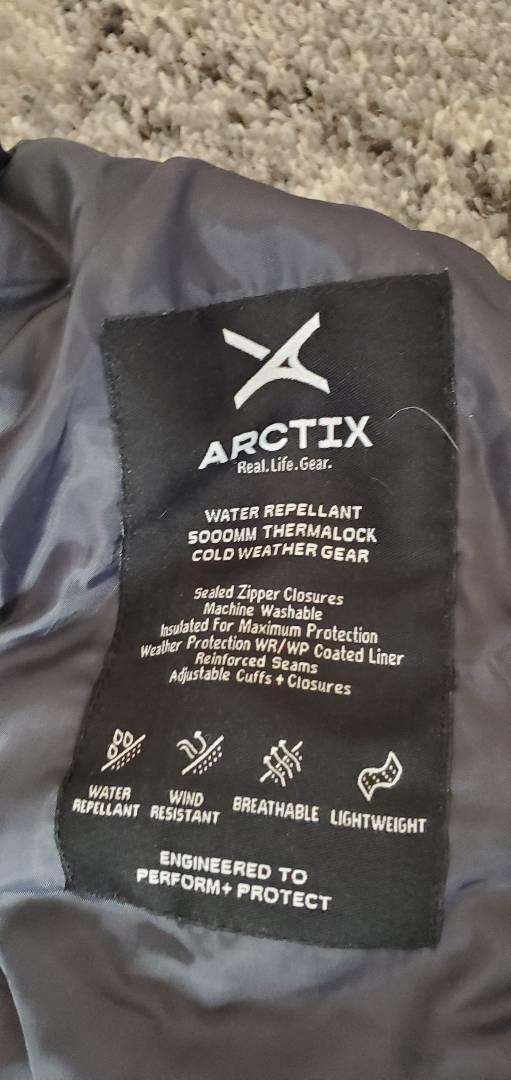 ARCTIX
Real.Life.Gear.
WATER REPELLANT
5000MM THERMALOCK
COLD WEATHER GEAR
Sealed Zipper Closures
Machine Washable
Insulated For Maximum Protection
Weather Protection WR/WP Coated Liner
Reinforced Seams
Adjustable Cuffs + Closures
WATER REPELLANT
WIND RESISTANT
BREATHABLE
LIGHTWEIGHT
ENGINEERED TO
PERFORM+ PROTECT